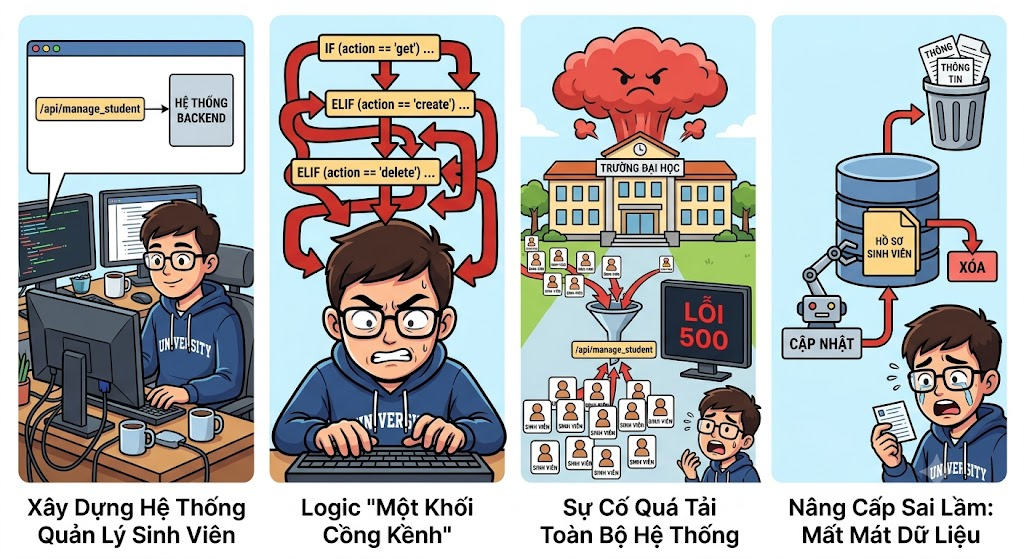 /api/manage_student
HỆ THỐNG
BACKEND
UNIVERSITY
Xây Dựng Hệ Thống
Quản Lý Sinh Viên
IF (action == 'get') ...
ELIF (action == 'create') ...
ELIF (action == 'delete') ...
UNIVERSITY
Logic "Một Khối
Cồng Kềnh"
TRƯỜNG ĐẠI HỌC
LỖI
500
/api/manage_student
SINH VIÊN
SINH VIÊN
SINH VIÊN
SINH VIÊN
SINH VIÊN
SINH VIÊN
SINH VIÊN
Sự Cố Quá Tải
Toàn Bộ Hệ Thống
THÔNG
THÔNG
TIN
HỒ SƠ
SINH VIÊN
XÓA
CẬP NHẬT
UNIVERSITY
Nâng Cấp Sai Lầm:
Mất Mát Dữ Liệu